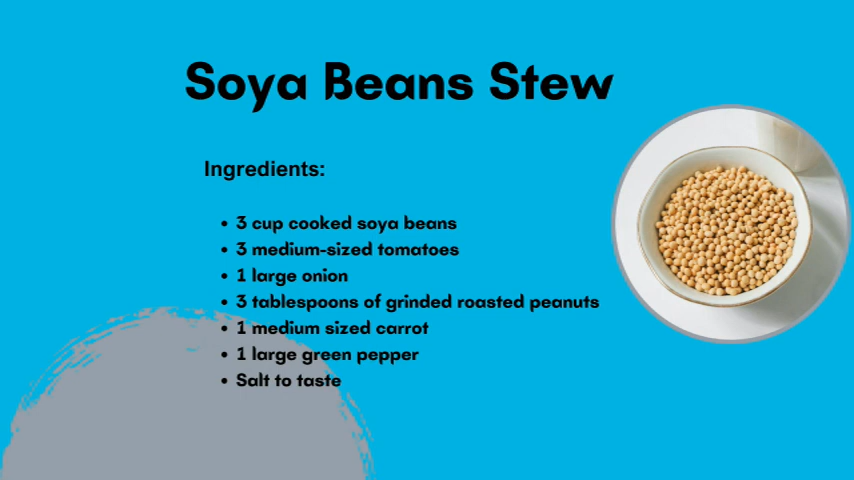 Soya Beans Stew
Ingredients:
• 3 cup cooked soya beans
• 3 medium-sized tomatoes
• 1 large onion
• 3 tablespoons of grinded roasted peanuts
• 1 medium sized carrot
• 1 large green pepper
• Salt to taste